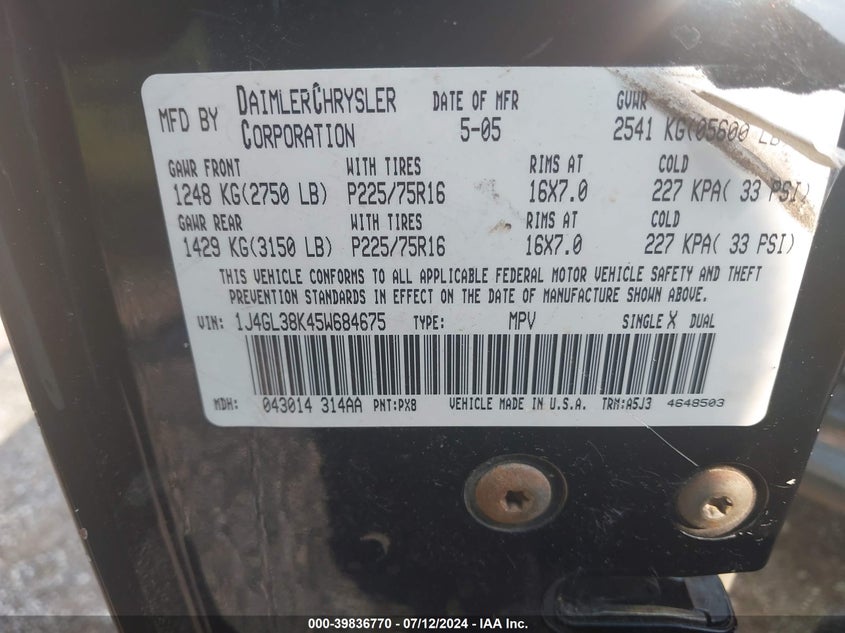 MFD BY DAIMLERCHRYSLER CORPORATION DATE OF MFR 5-05 GVWR 2541 KG(05600 LB
GAWR FRONT WITH TIRES RIMS AT COLD
1248 KG(2750 LB) P225/75R16 16X7.0 227 KPA( 33 PSI)
GAWR REAR WITH TIRES RIMS AT COLD
1429 KG(3150 LB) P225/75R16 16X7.0 227 KPA( 33 PSI)
THIS VEHICLE CONFORMS TO ALL APPLICABLE FEDERAL MOTOR VEHICLE SAFETY AND THEFT
PREVENTION STANDARDS IN EFFECT ON THE DATE OF MANUFACTURE SHOWN ABOVE.
VIN: 1J4GL38K45W684675 TYPE: MPV SINGLE X DUAL
MDH: 043014 314AA PNT:PX8 VEHICLE MADE IN U.S.A. TRM:A5J3 4648503
000-39836770 - 07/12/2024 - IAA Inc.